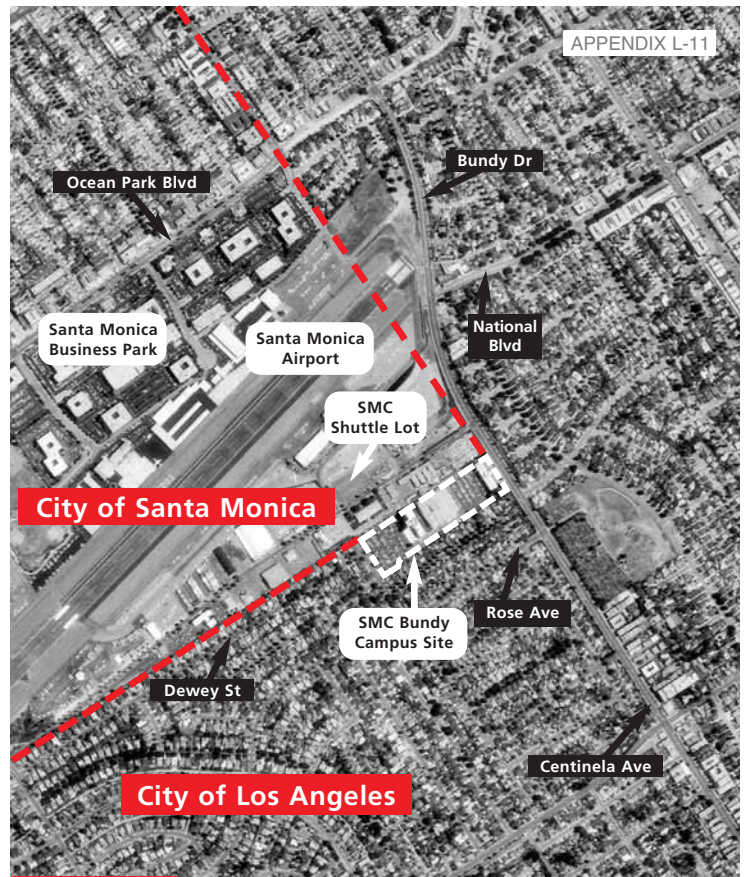 APPENDIX L-11
Bundy Dr
Ocean Park Blvd
National
Blvd
Santa Monica
Business Park
Santa Monica
Airport
SMC
Shuttle Lot
City of Santa Monica
Rose Ave
SMC Bundy
Campus Site
Dewey St
Centinela Ave
City of Los Angeles